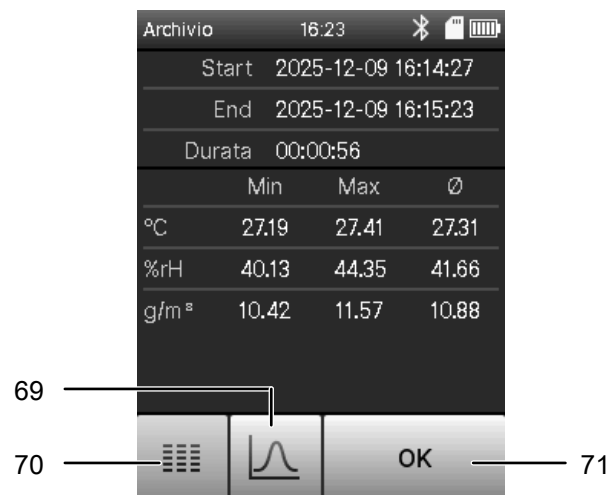 Archivio 16:23
Start 2025-12-09 16:14:27
End 2025-12-09 16:15:23
Durata 00:00:56
Min Max Ø
°C 27.19 27.41 27.31
%rH 40.13 44.35 41.66
g/m³ 10.42 11.57 10.88
69
70 OK 71